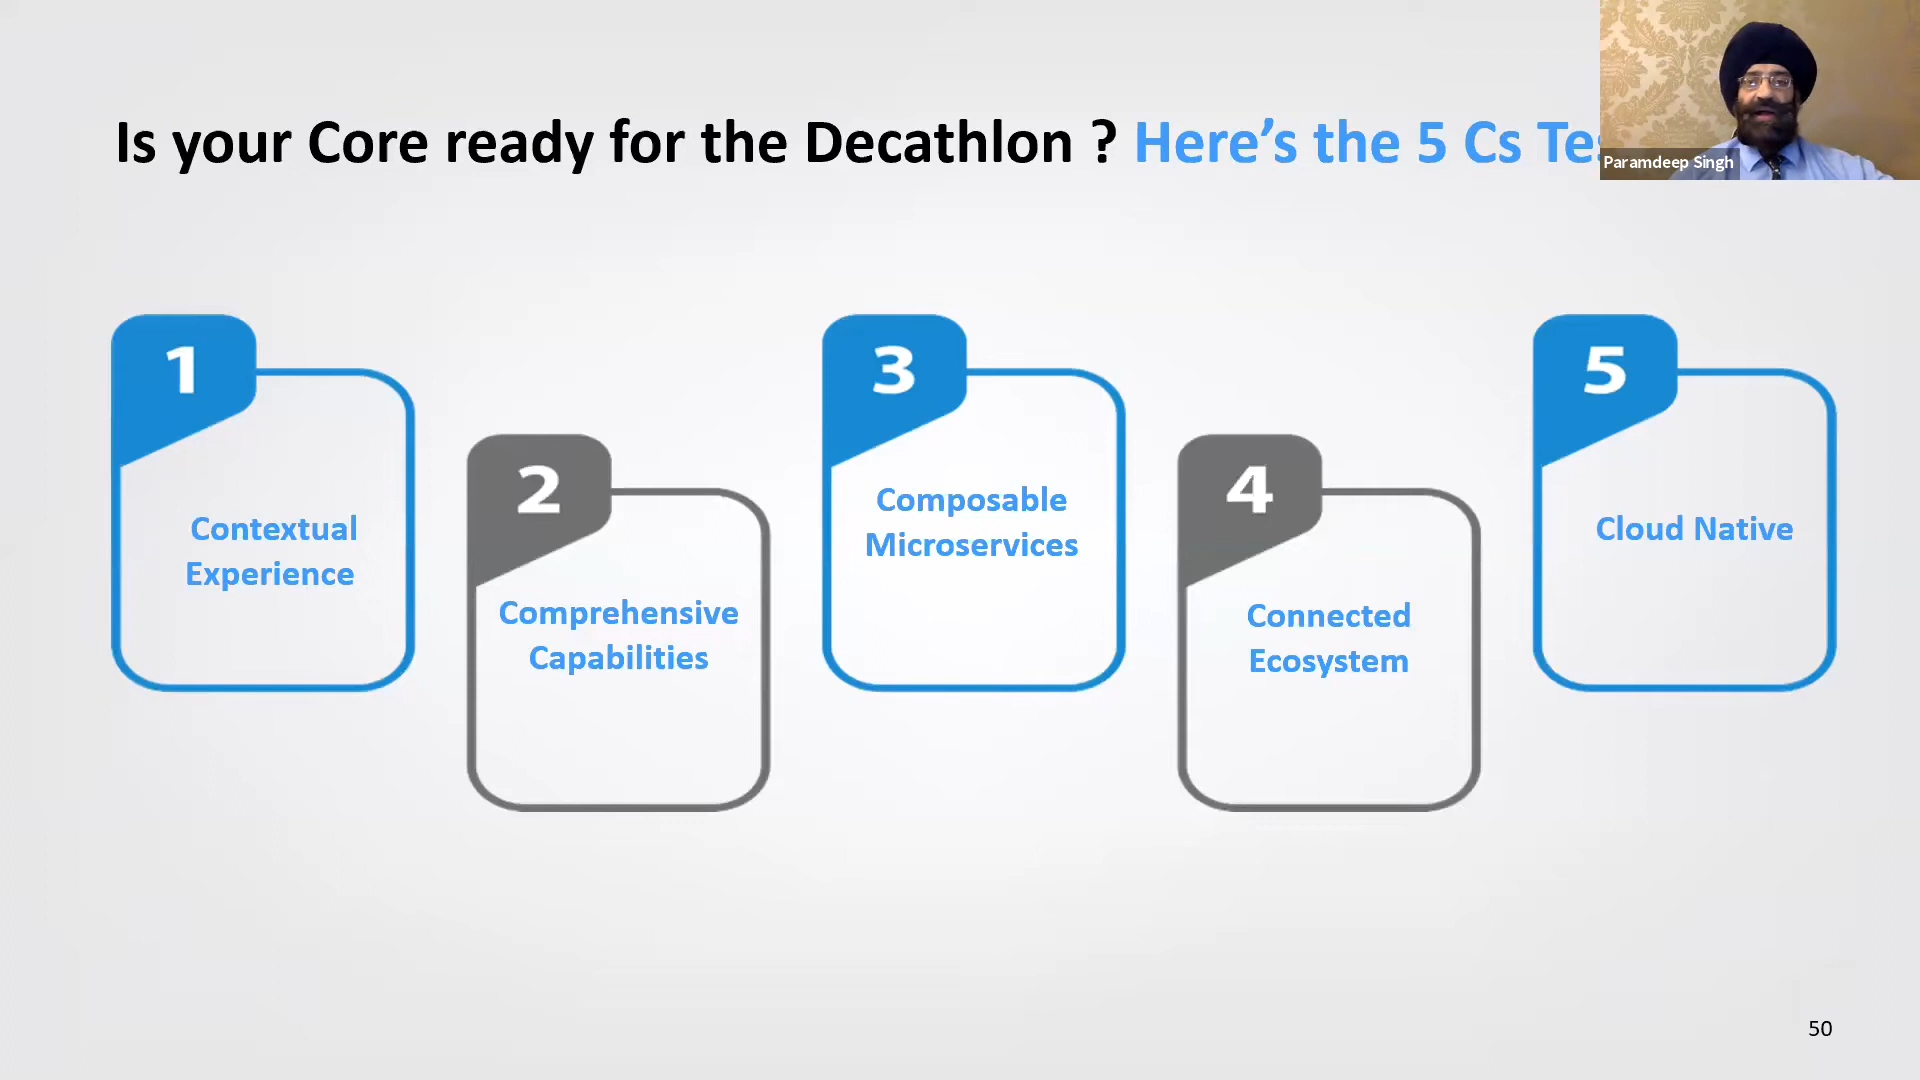 Is your Core ready for the Decathlon ? Here's the 5 Cs
Paramdeep Singh
1
Contextual
Experience
2
Comprehensive
Capabilities
3
Composable
Microservices
4
Connected
Ecosystem
5
Cloud Native
50